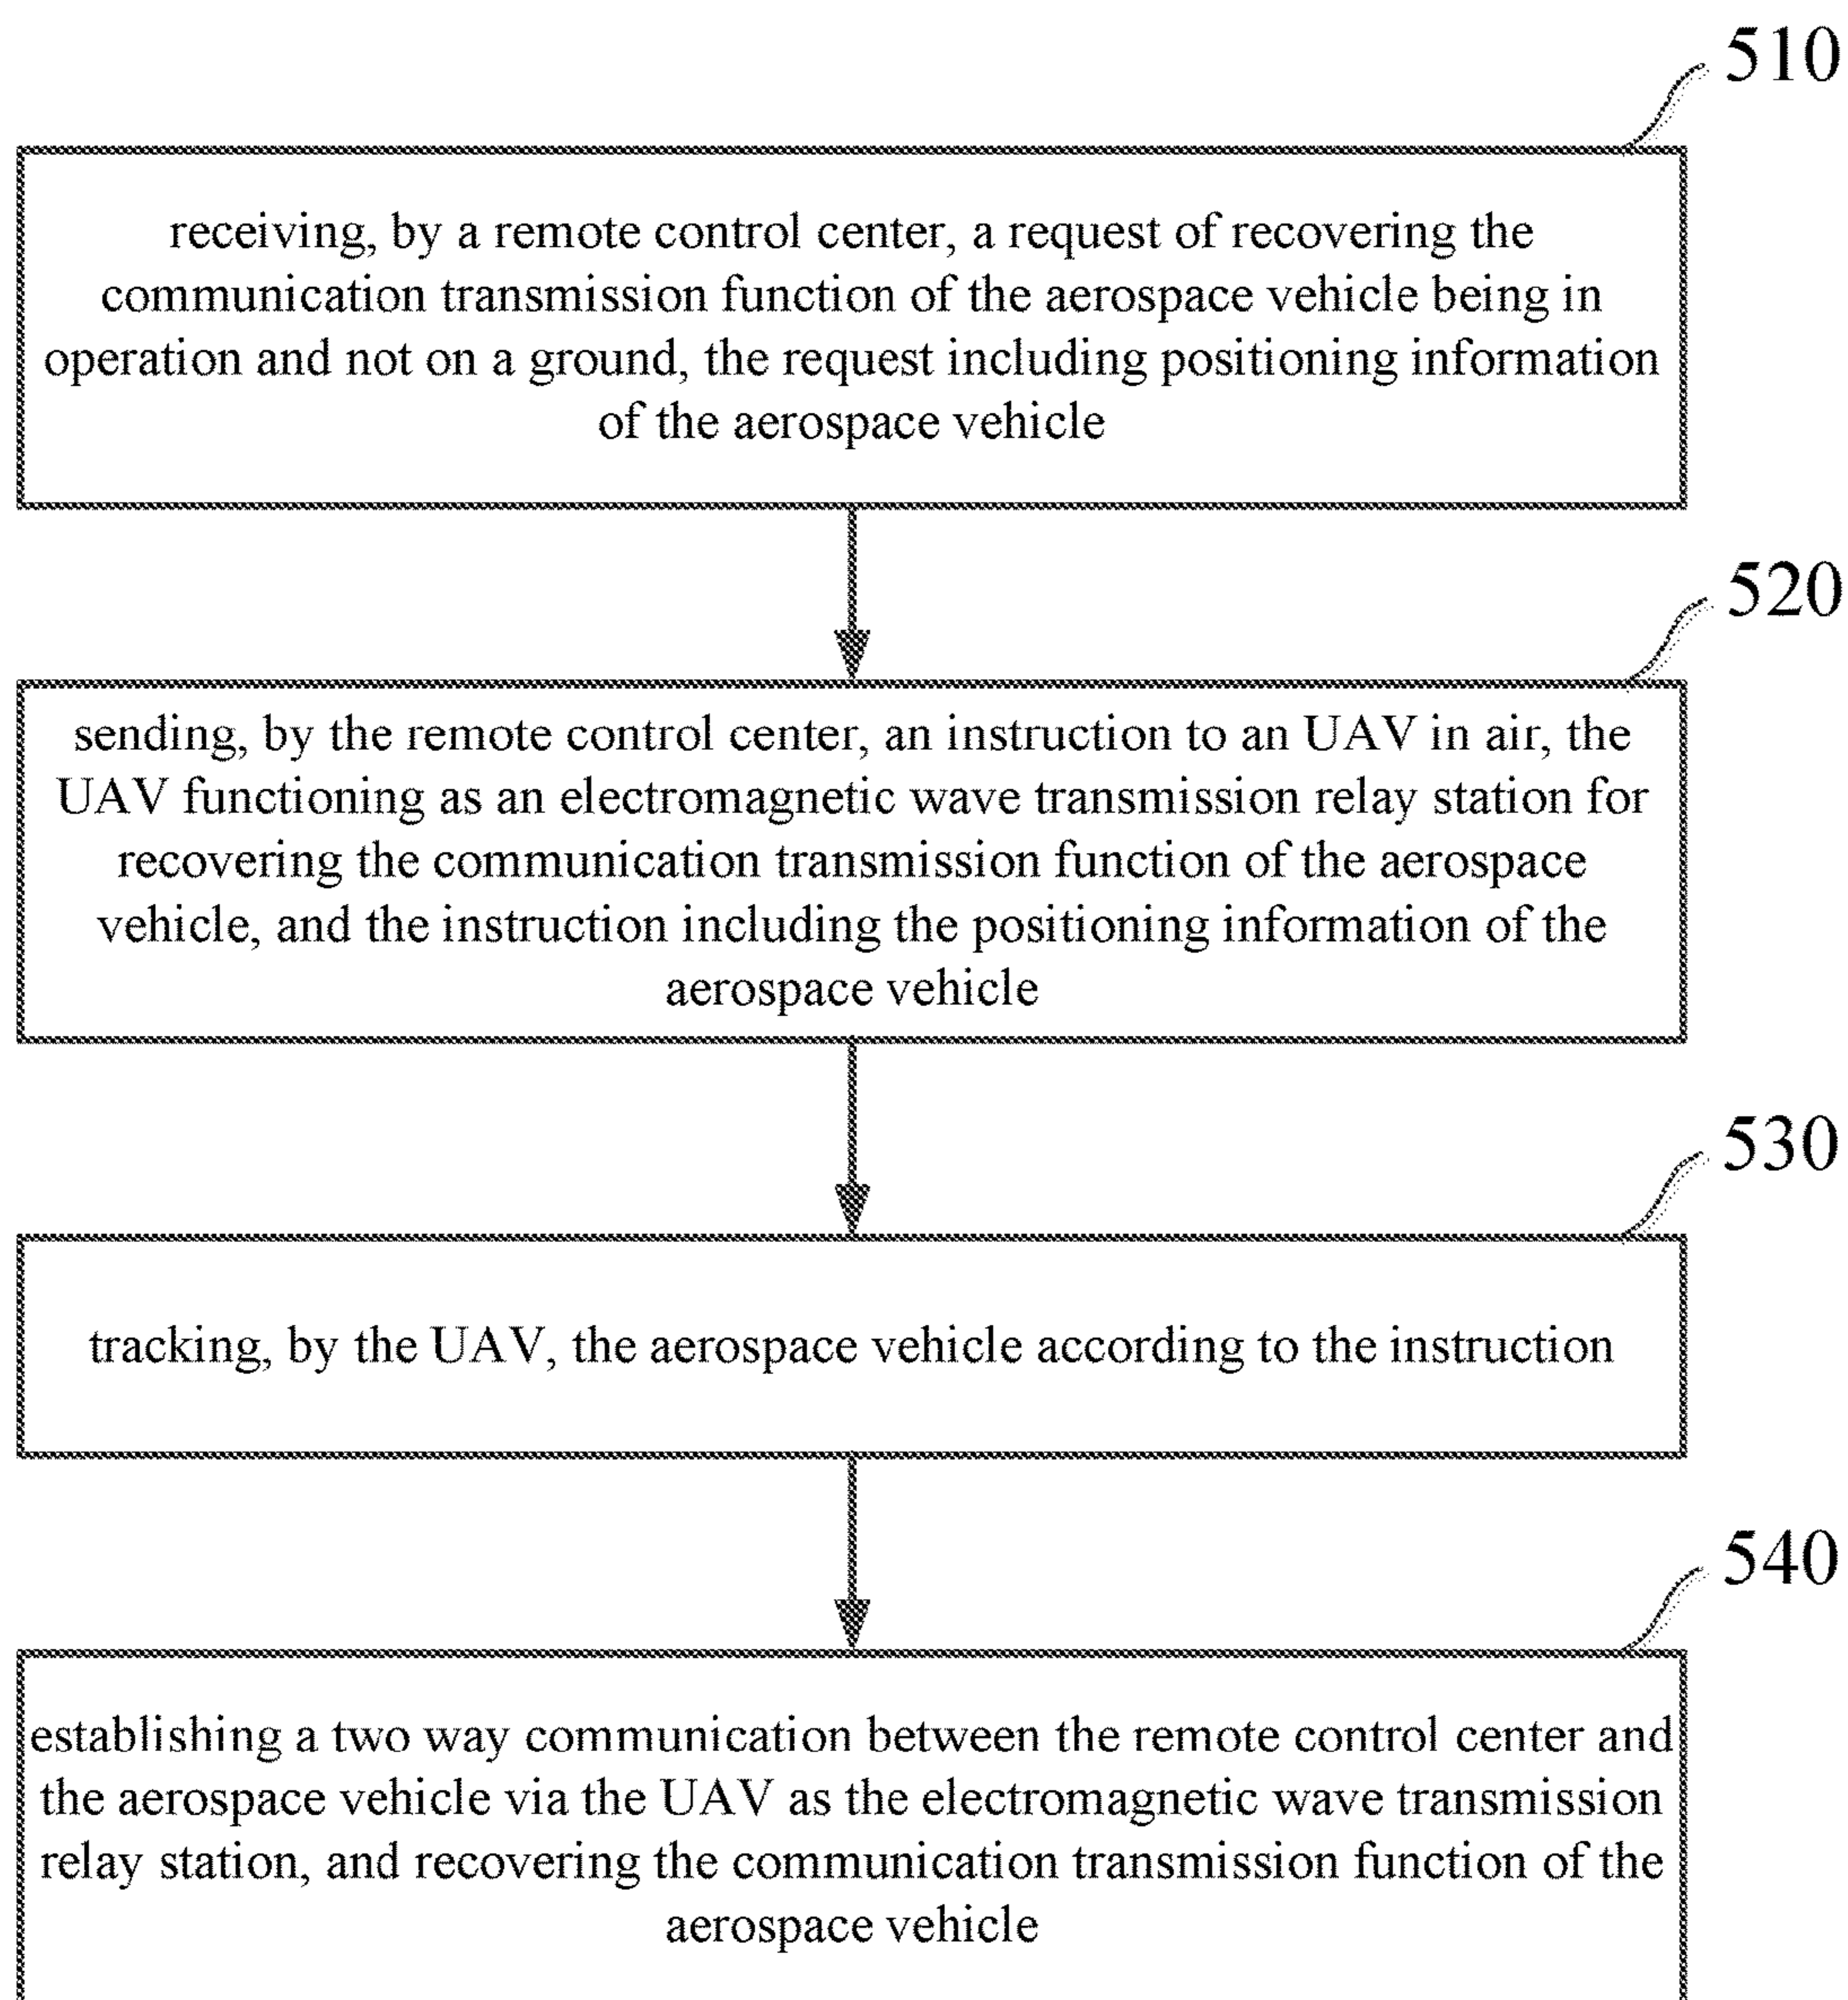 510
receiving, by a remote control center, a request of recovering the
communication transmission function of the aerospace vehicle being in
operation and not on a ground, the request including positioning information
of the aerospace vehicle
520
sending, by the remote control center, an instruction to an UAV in air, the
UAV functioning as an electromagnetic wave transmission relay station for
recovering the communication transmission function of the aerospace
vehicle, and the instruction including the positioning information of the
aerospace vehicle
530
tracking, by the UAV, the aerospace vehicle according to the instruction
540
establishing a two way communication between the remote control center and
the aerospace vehicle via the UAV as the electromagnetic wave transmission
relay station, and recovering the communication transmission function of the
aerospace vehicle